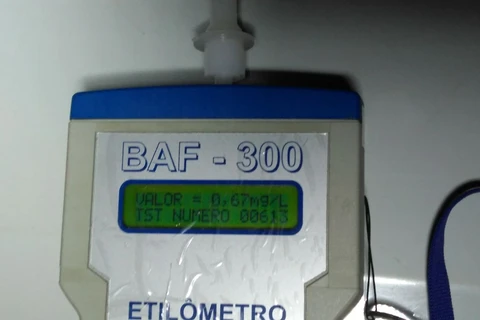 BAF - 300
VALOR = 0,67mg/L
TST NUMERO 00613
ETILÔMETRO